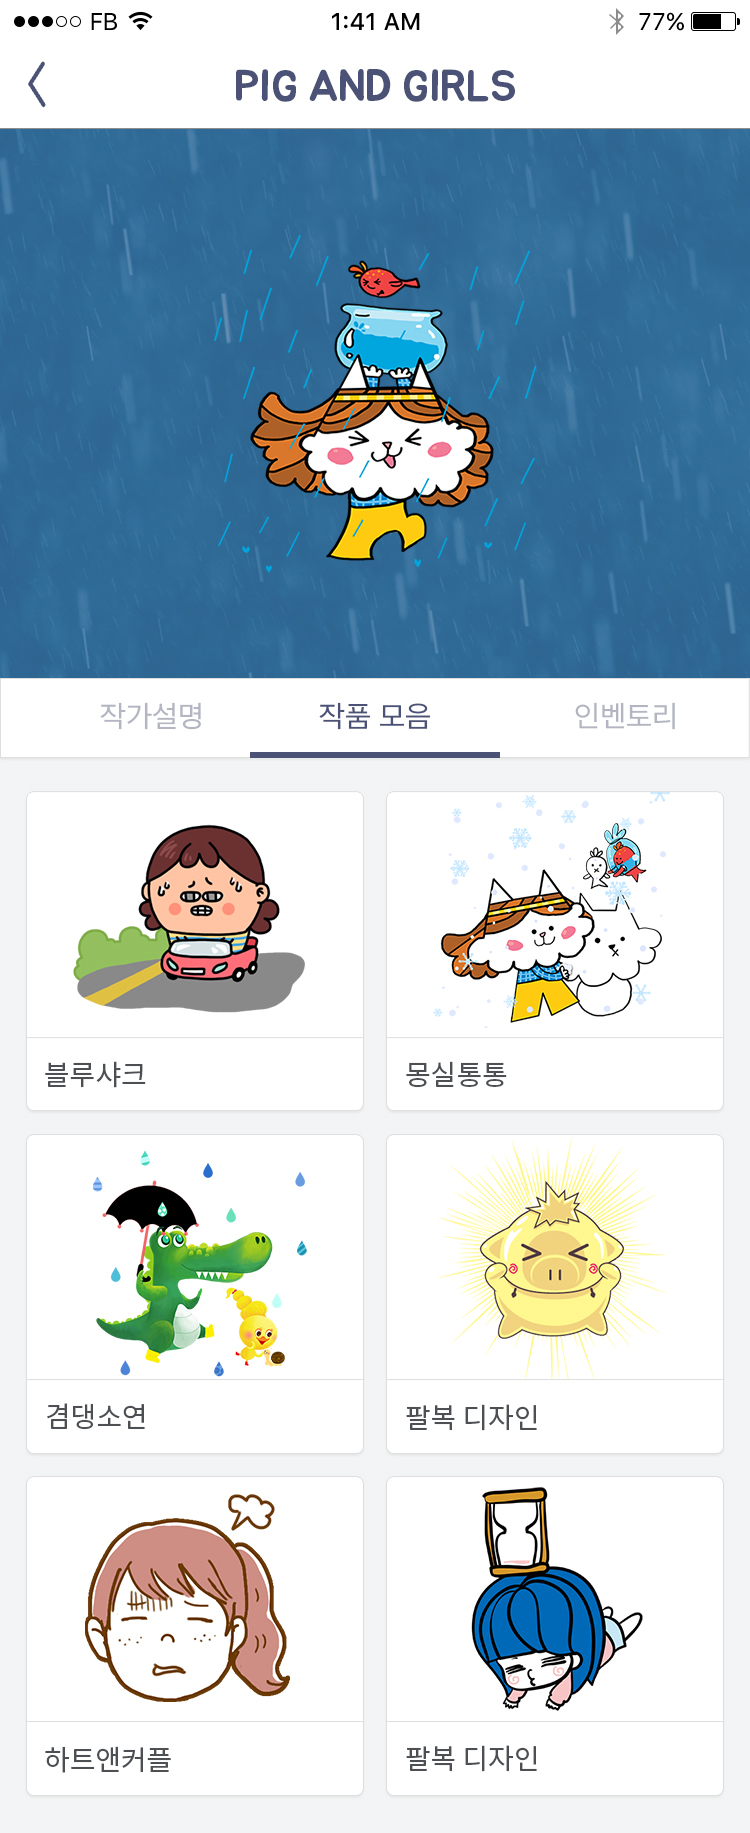 FB
1:41 AM
77%
PIG AND GIRLS
작가설명
작품 모음
인벤토리
블루샤크
몽실통통
겸댕소연
팔복 디자인
하트앤커플
팔복 디자인